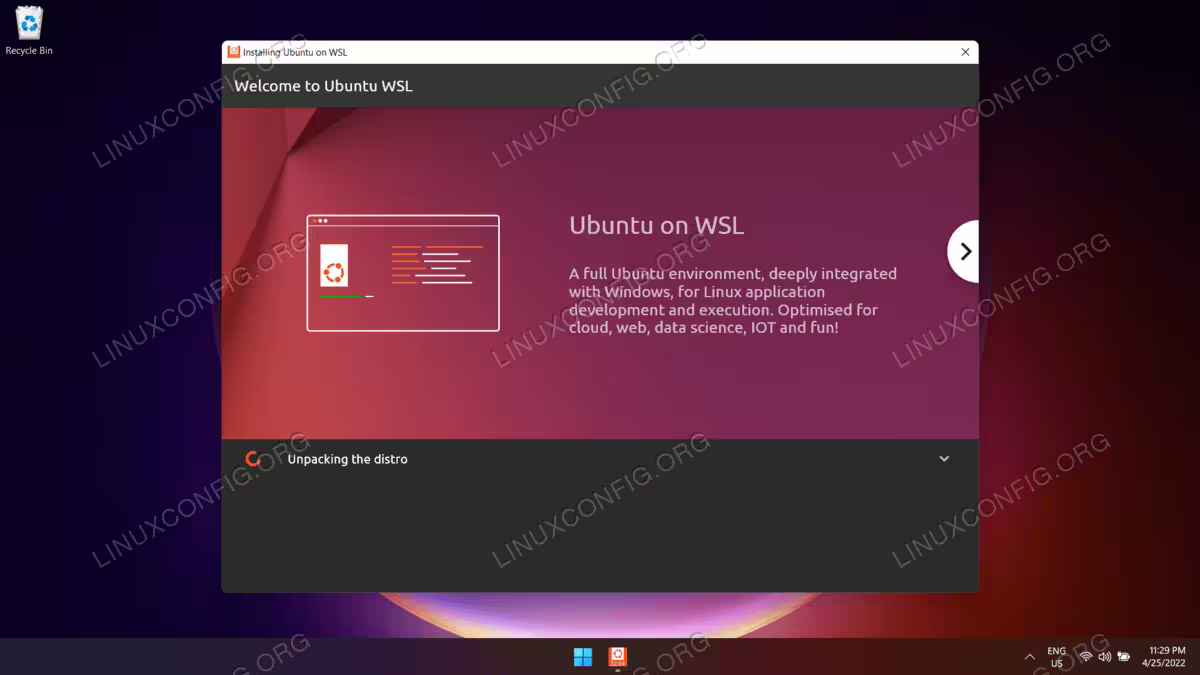 Recycle Bin
Installing Ubuntu on WSL
Welcome to Ubuntu WSL
Ubuntu on WSL
A full Ubuntu environment, deeply integrated
with Windows, for Linux application
development and execution. Optimised for
cloud, web, data science, IOT and fun!
Unpacking the distro
22.04
ENG
US
11:29 PM
4/25/2022
LINUXCONFIG.ORG
LINUXCONFIG.ORG
LINUXCONFIG.ORG
LINUXCONFIG.ORG
LINUXCONFIG.ORG
LINUXCONFIG.ORG
LINUXCONFIG.ORG
LINUXCONFIG.ORG
LINUXCONFIG.ORG
.ORG
.ORG
.ORG